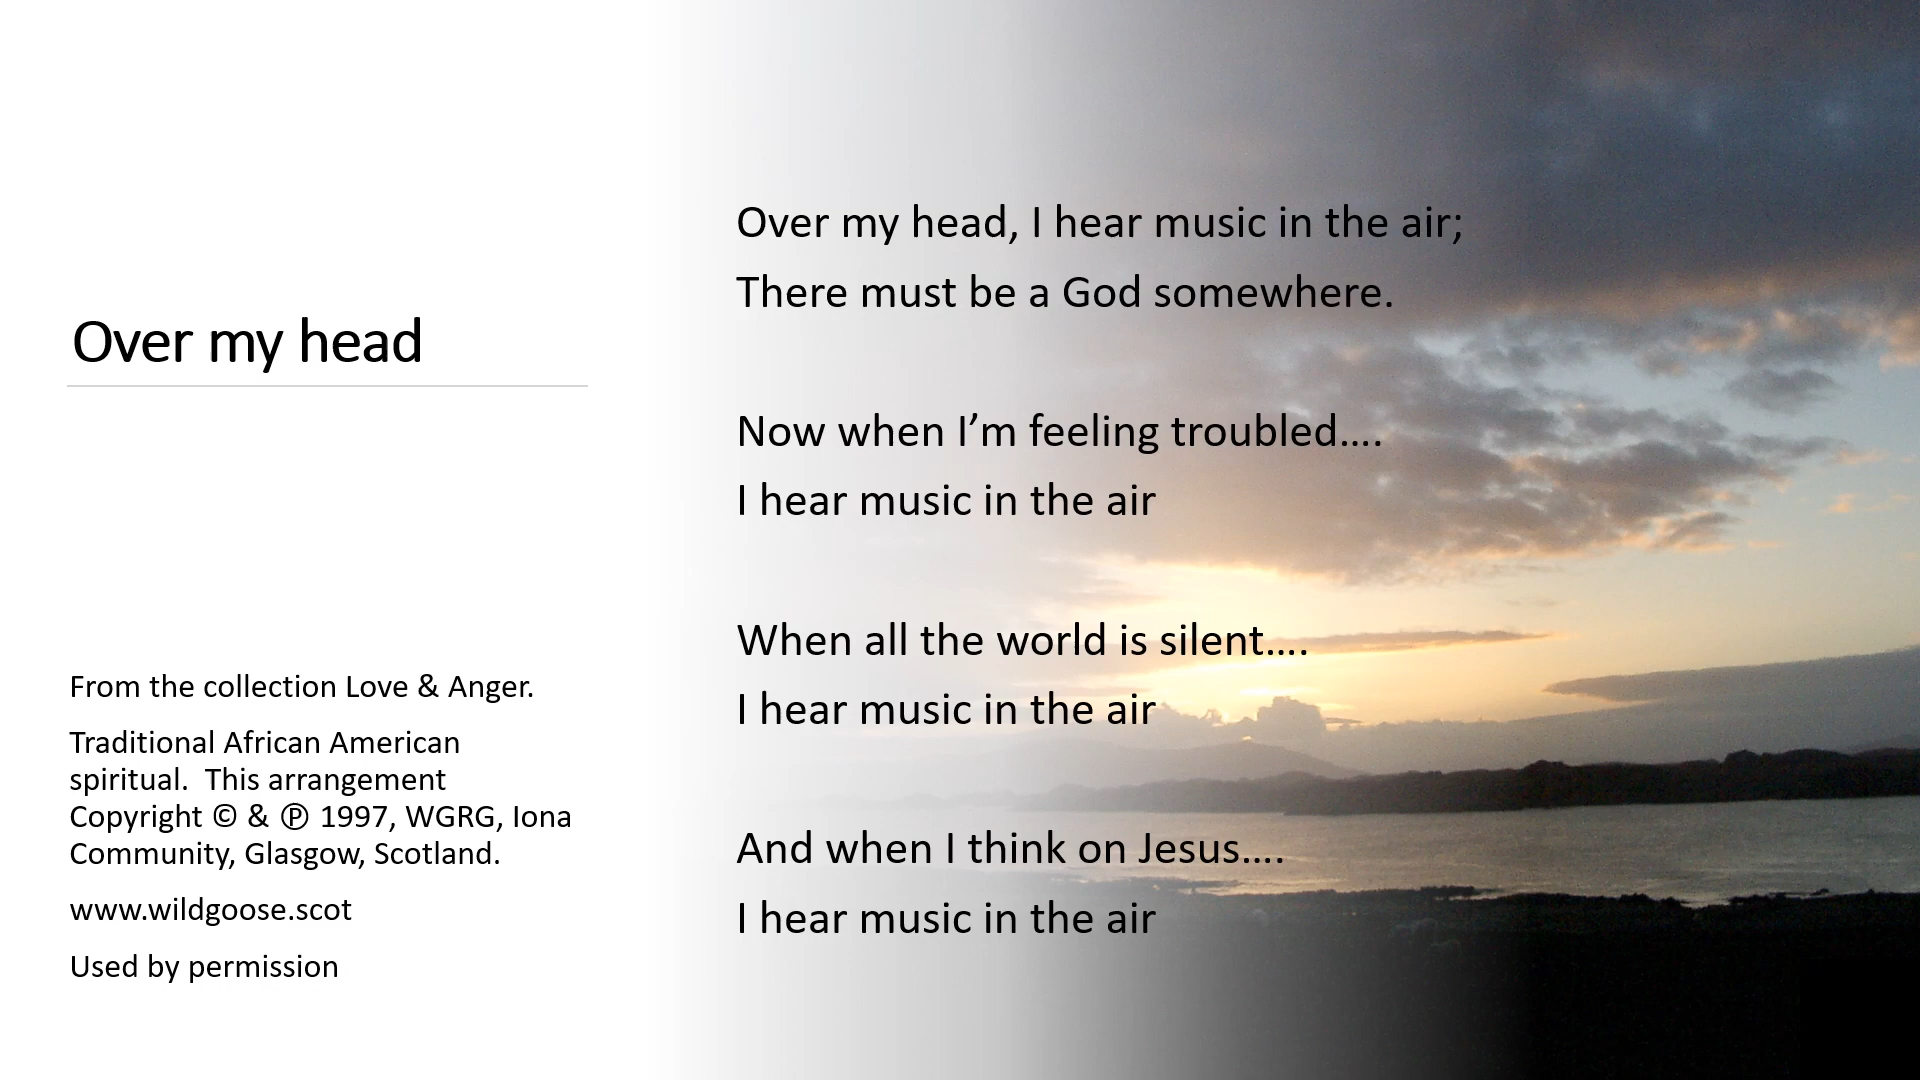 Over my head
From the collection Love & Anger.
Traditional African American
spiritual.  This arrangement
Copyright © & ℗ 1997, WGRG, Iona
Community, Glasgow, Scotland.
www.wildgoose.scot
Used by permission
Over my head, I hear music in the air;
There must be a God somewhere.
Now when I’m feeling troubled….
I hear music in the air
When all the world is silent….
I hear music in the air
And when I think on Jesus….
I hear music in the air